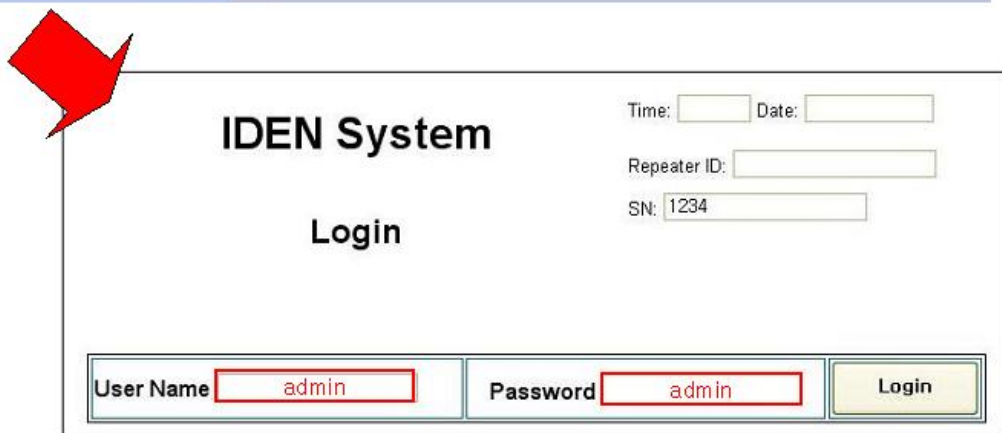 IDEN System
Login
Time: Date:
Repeater ID:
SN: 1234
User Name admin Password admin Login